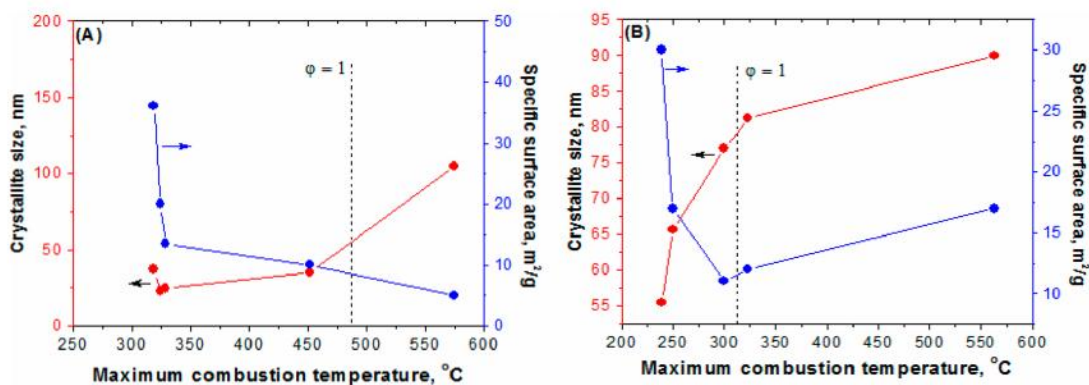 (A)
φ = 1
200
150
100
50
0
Crystallite size, nm
50
40
30
20
10
0
Specific surface area, m²/g
250 300 350 400 450 500 550 600
Maximum combustion temperature, °C
(B)
φ = 1
95
90
85
80
75
70
65
60
55
Crystallite size, nm
30
25
20
15
10
Specific surface area, m²/g
200 250 300 350 400 450 500 550 600
Maximum combustion temperature, °C